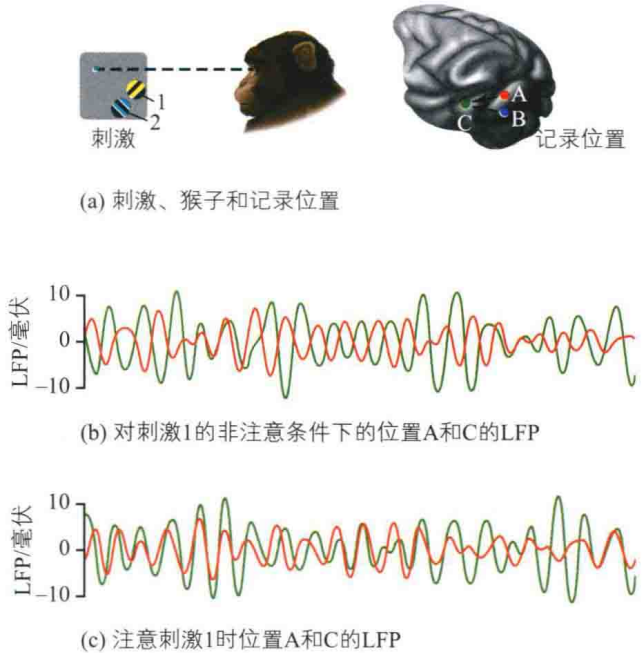 1
2
刺激
A
B
C
记录位置
(a) 刺激、猴子和记录位置
10
0
−10
LFP/毫伏
(b) 对刺激1的非注意条件下的位置A和C的LFP
10
0
−10
LFP/毫伏
(c) 注意刺激1时位置A和C的LFP